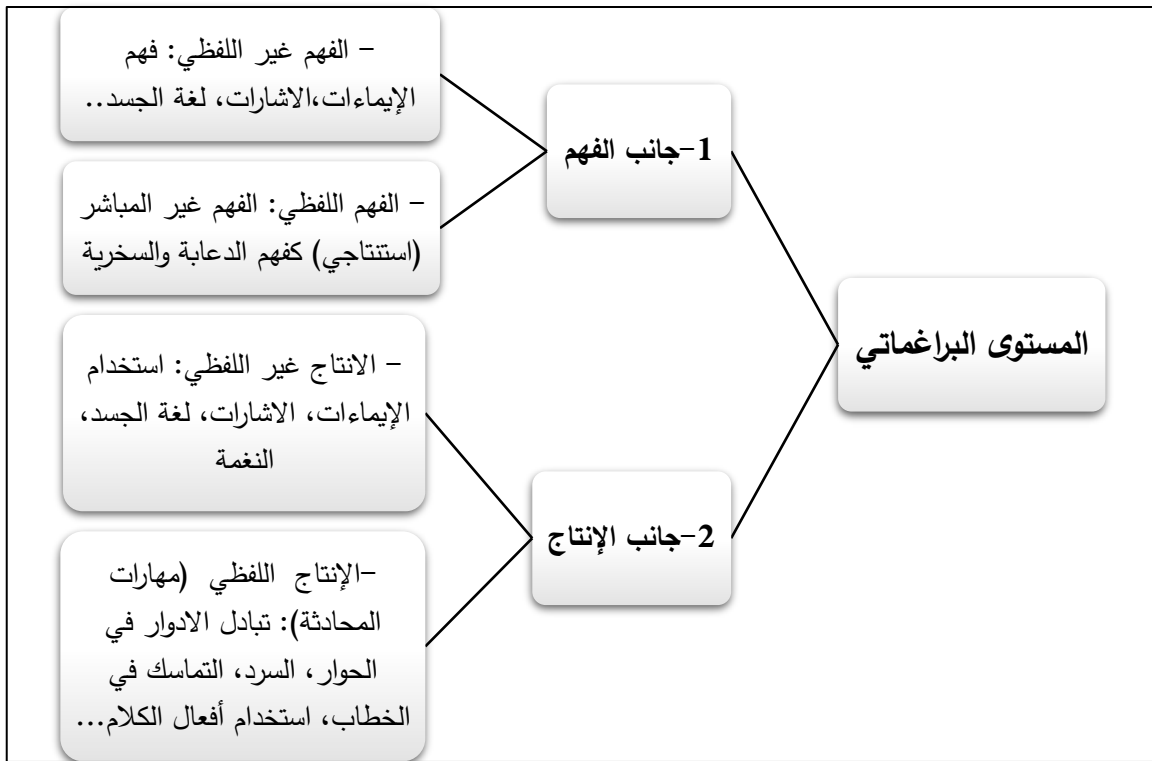 المستوى البراغماتي
1-جانب الفهم
- الفهم غير اللفظي: فهم
الإيماءات،الاشارات، لغة الجسد..
- الفهم اللفظي: الفهم غير المباشر
(استنتاجي) كفهم الدعابة والسخرية
2-جانب الإنتاج
- الانتاج غير اللفظي: استخدام
الإيماءات، الاشارات، لغة الجسد،
النغمة
-الإنتاج اللفظي (مهارات
المحادثة): تبادل الادوار في
الحوار، السرد، التماسك في
الخطاب، استخدام أفعال الكلام...